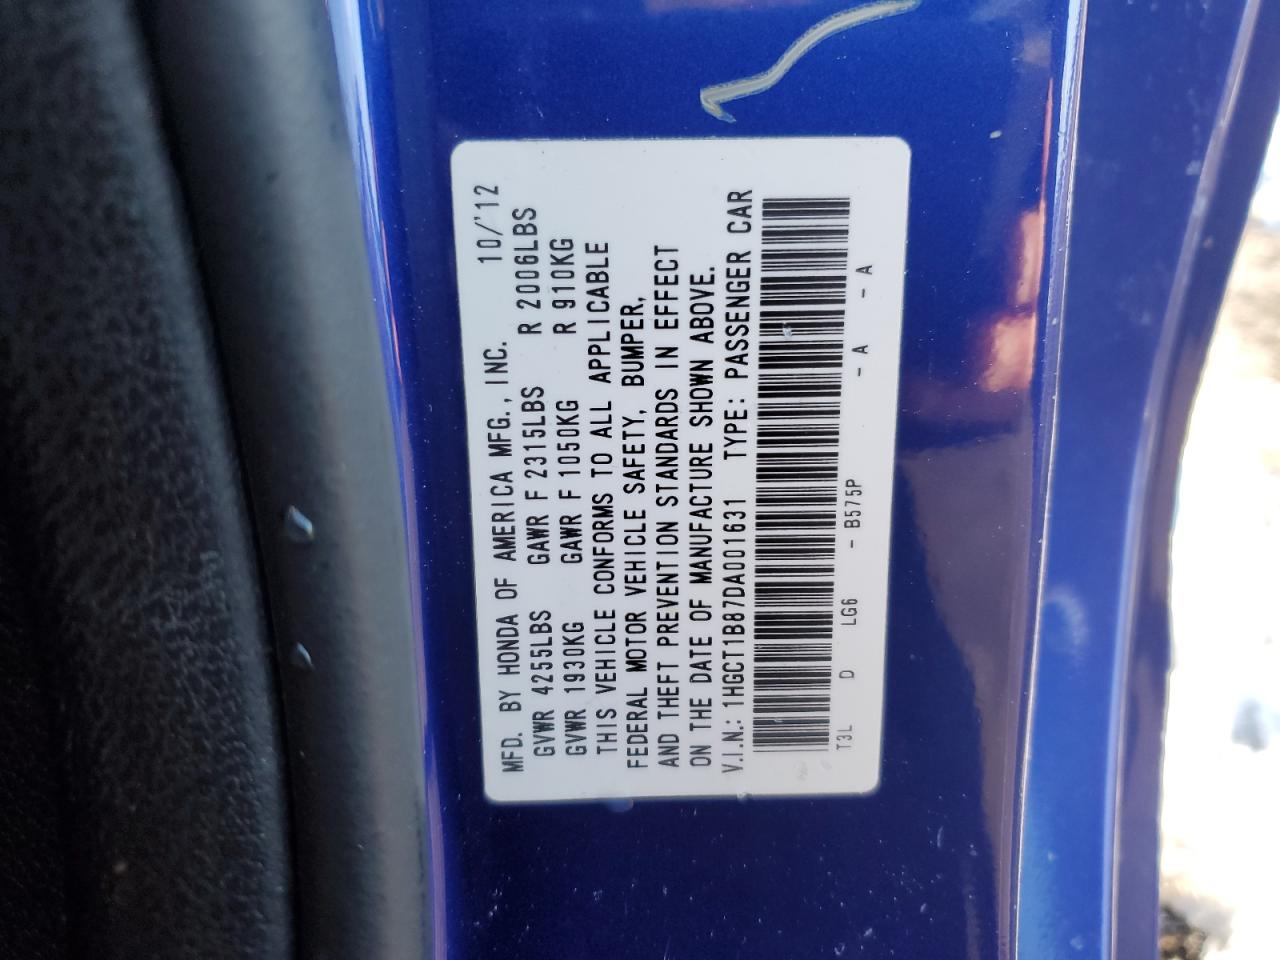 MFD. BY HONDA OF AMERICA MFG., INC. 10/'12
GVWR 4255LBS GAWR F 2315LBS R 2006LBS
GVWR 1930KG GAWR F 1050KG R 910KG
THIS VEHICLE CONFORMS TO ALL APPLICABLE
FEDERAL MOTOR VEHICLE SAFETY, BUMPER,
AND THEFT PREVENTION STANDARDS IN EFFECT
ON THE DATE OF MANUFACTURE SHOWN ABOVE.
V.I.N.: 1HGCT1B87DA001631 TYPE: PASSENGER CAR
T3L D LG6 - B575P - A - A